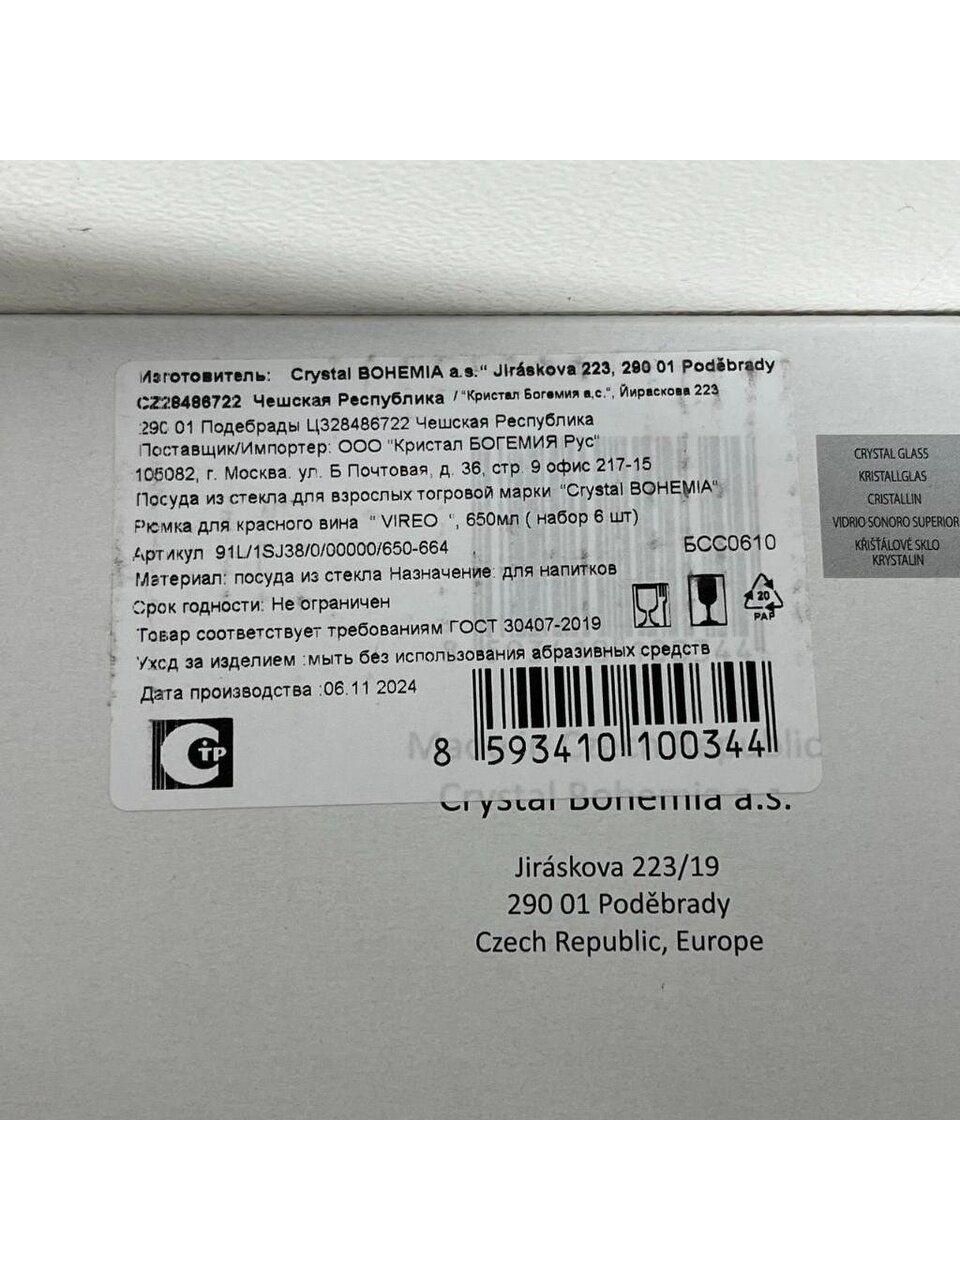 Изготовитель: Crystal BOHEMIA a.s." Jiráskova 223, 290 01 Poděbrady
CZ28486722 Чешская Республика / "Кристал Богемия а,с.", Йираскова 223
290 01 Подебрады ЦЗ28486722 Чешская Республика
Поставщик/Импортер: ООО "Кристал БОГЕМИЯ Рус"
105082, г. Москва. ул. Б Почтовая, д. 36, стр. 9 офис 217-15
Посуда из стекла для взрослых тогровой марки "Crystal BOHEMIA"
Рюмка для красного вина " VIREO ", 650мл ( набор 6 шт)
Артикул 91L/1SJ38/0/00000/650-664 БСС0610
Материал: посуда из стекла Назначение: для напитков
Срок годности: Не ограничен
Товар соответствует требованиям ГОСТ 30407-2019
Уход за изделием :мыть без использования абразивных средств
Дата производства :06.11 2024
20
PAP
СТР
8 593410 100344
Crystal Bohemia a.s.
Jiráskova 223/19
290 01 Poděbrady
Czech Republic, Europe
CRYSTAL GLASS
KRISTALLGLAS
CRISTALLIN
VIDRIO SONORO SUPERIOR
KŘIŠŤÁLOVÉ SKLO
KRYSTALIN